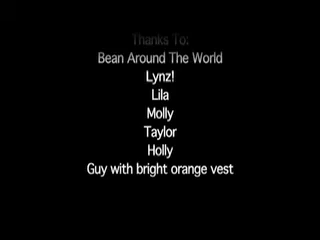 Thanks To:
Bean Around The World
Lynz!
Lila
Molly
Taylor
Holly
Guy with bright orange vest